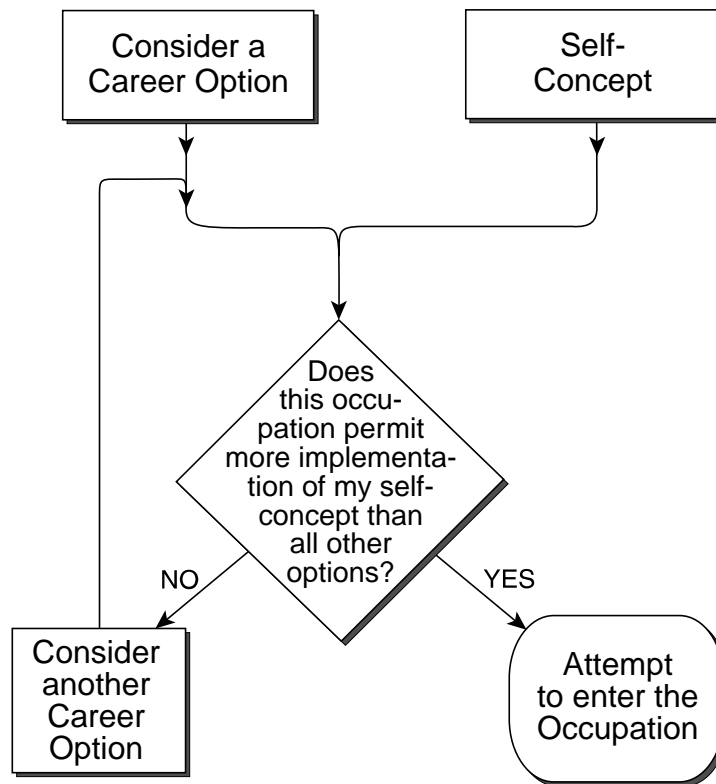 Consider a
Career Option
Self-
Concept
Does
this occu-
pation permit
more implementa-
tion of my self-
concept than
all other
options?
NO
YES
Consider
another
Career
Option
Attempt
to enter the
Occupation